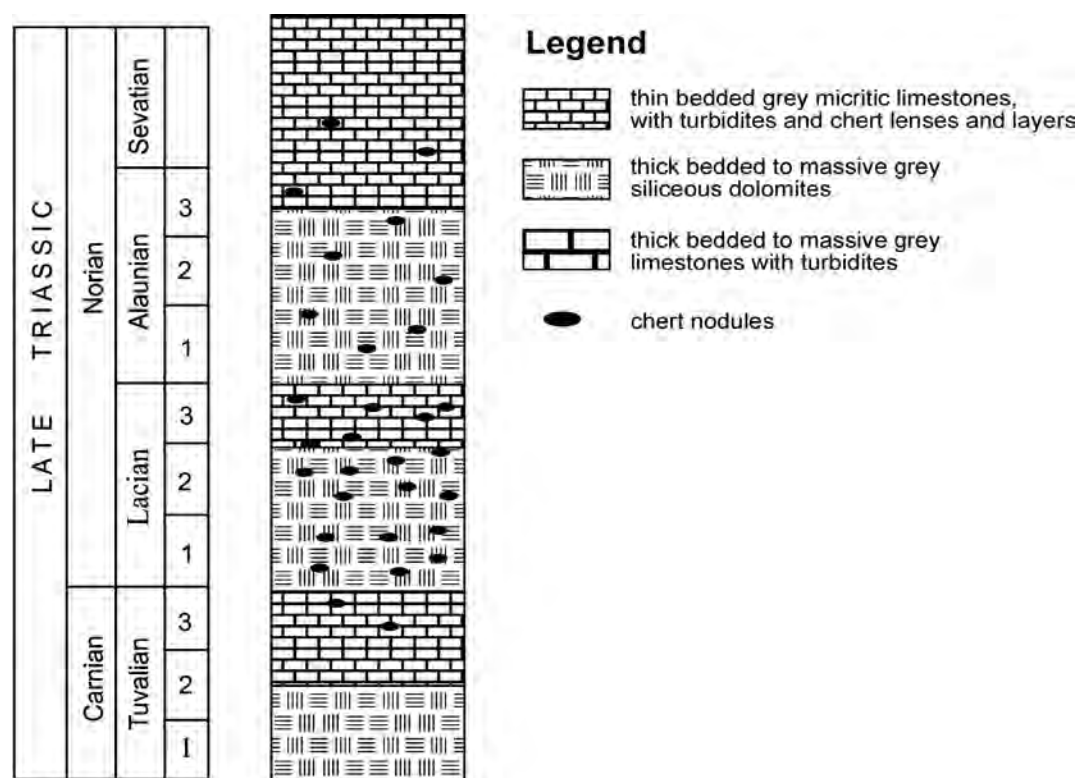 LATE TRIASSIC
Norian
Carnian
Sevatian
Alaunian
Lacian
Tuvalian
3
2
1
3
2
1
3
2
1
Legend
thin bedded grey micritic limestones,
with turbidites and chert lenses and layers
thick bedded to massive grey
siliceous dolomites
thick bedded to massive grey
limestones with turbidites
chert nodules